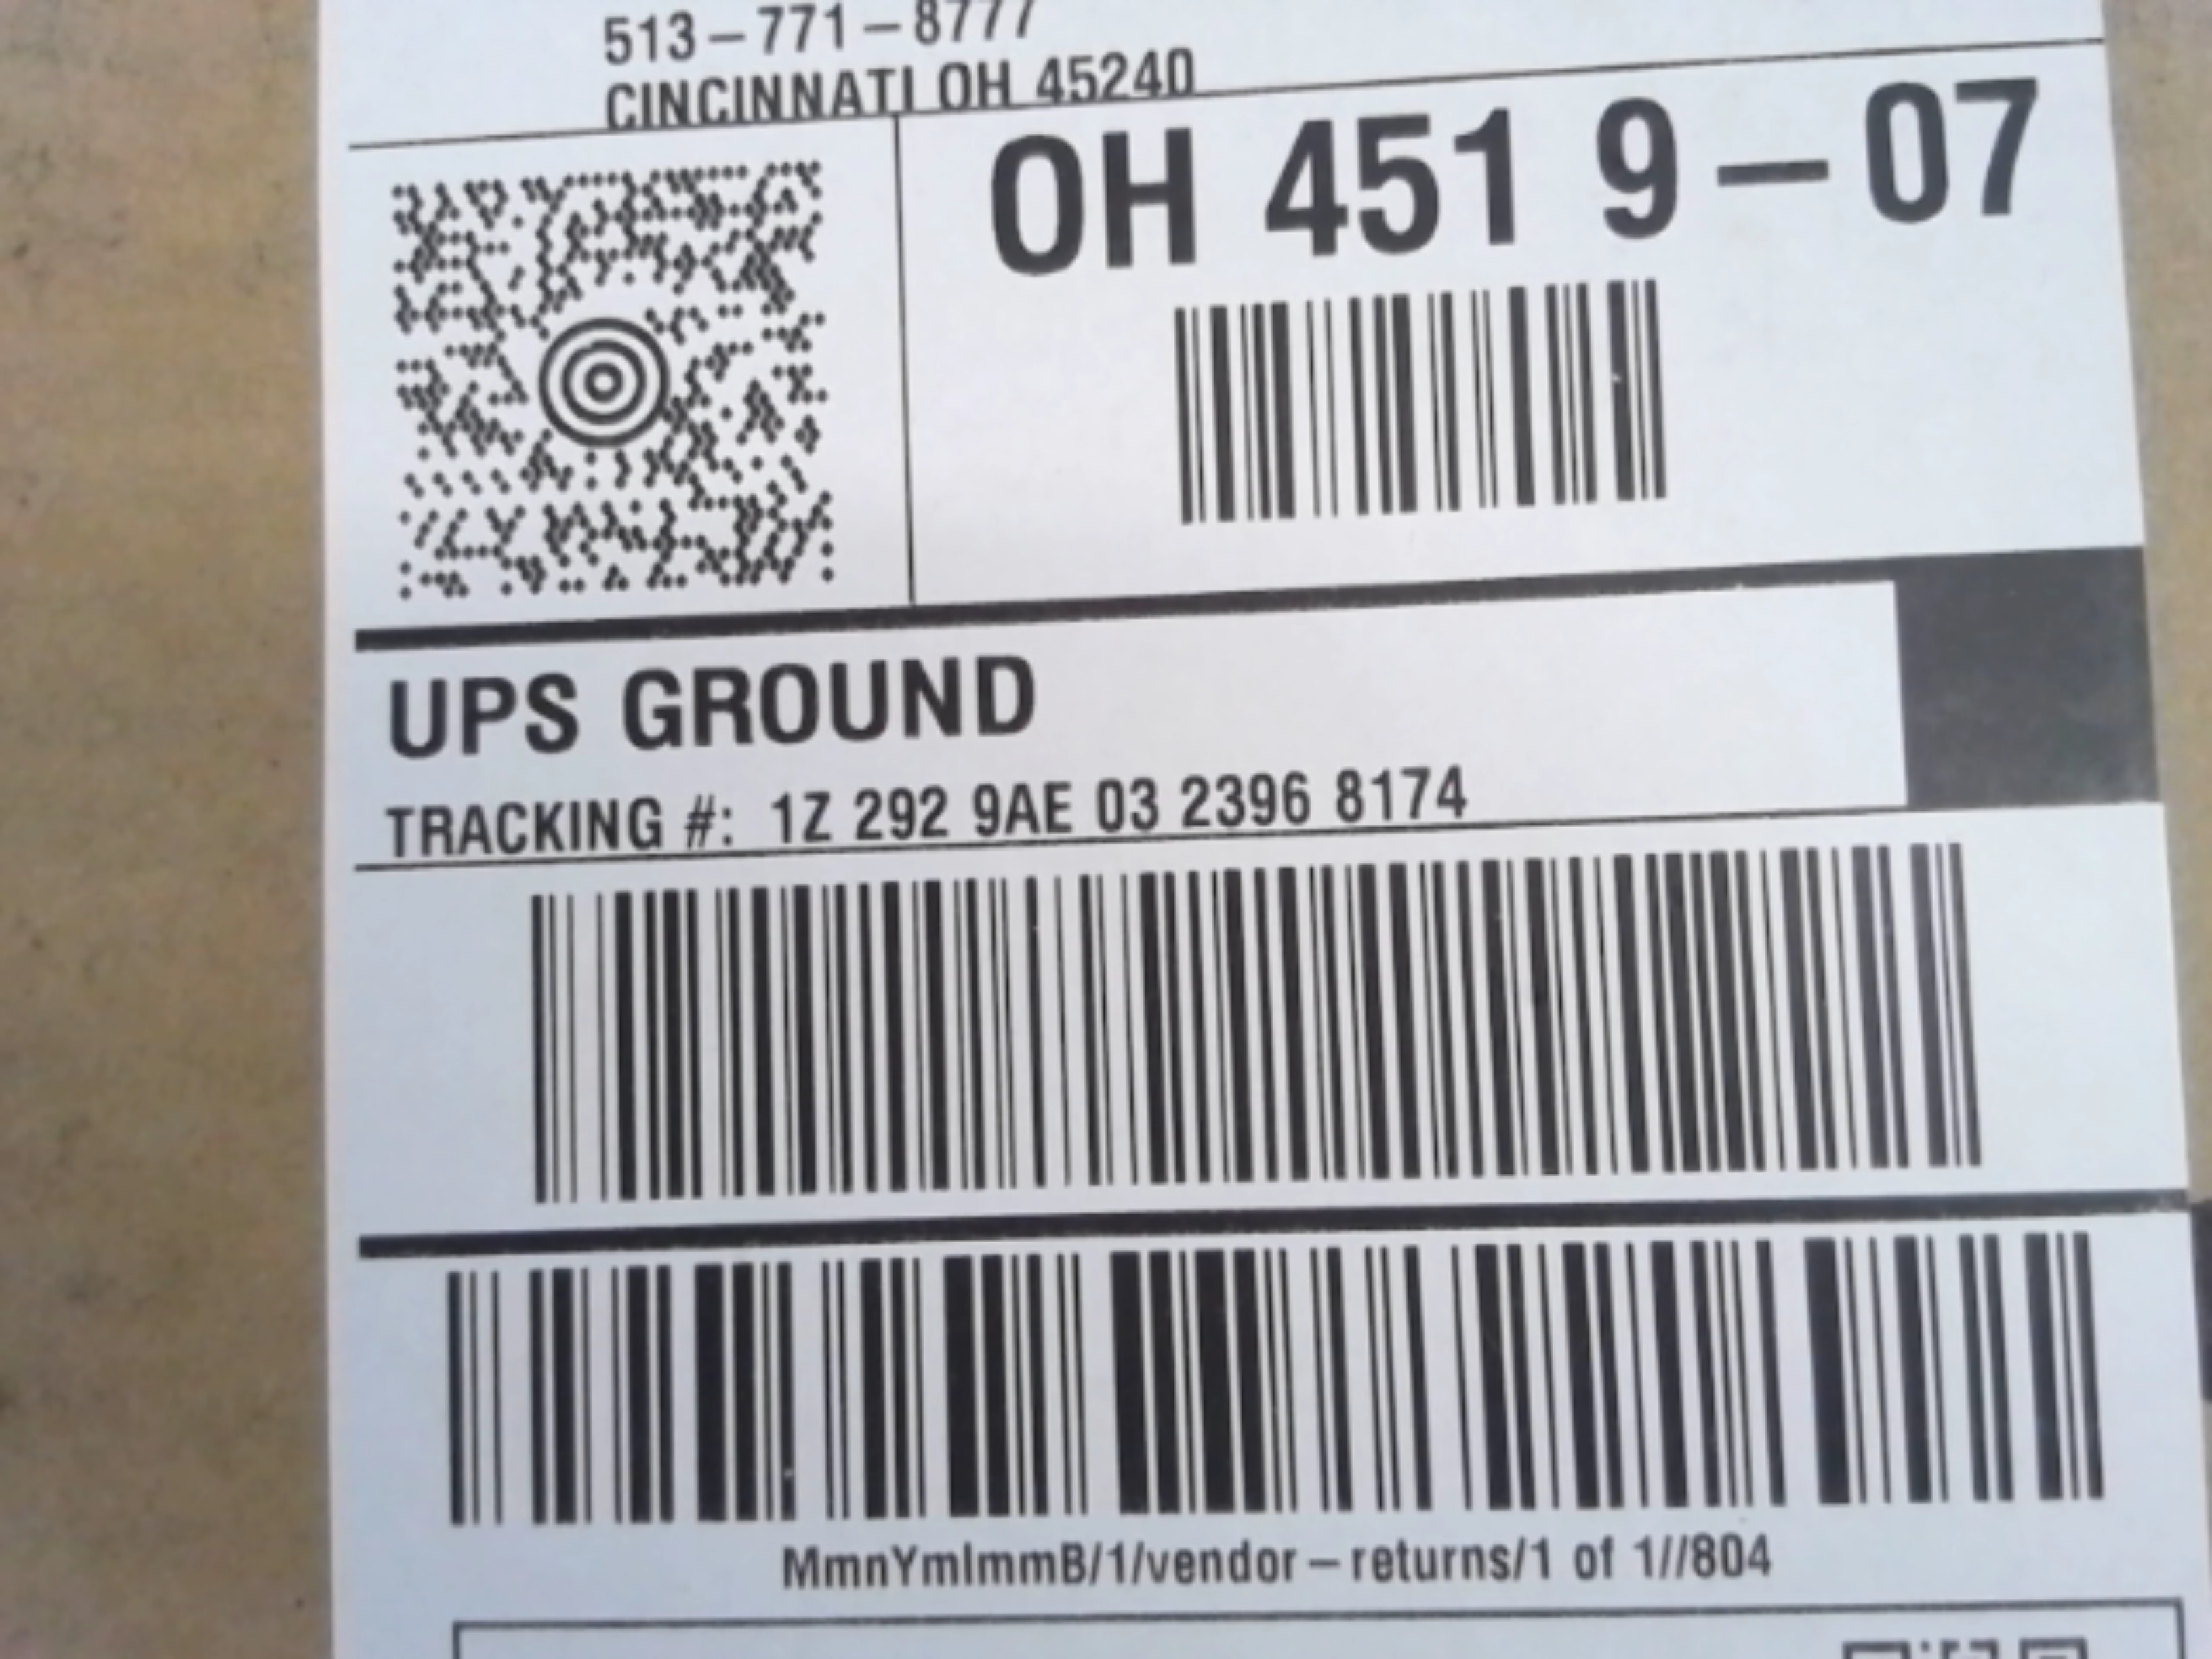 513-771-8777
CINCINNATI OH 45240
OH 451 9-07
UPS GROUND
TRACKING #: 1Z 292 9AE 03 2396 8174
MmnYmImmB/1/vendor-returns/1 of 1//804